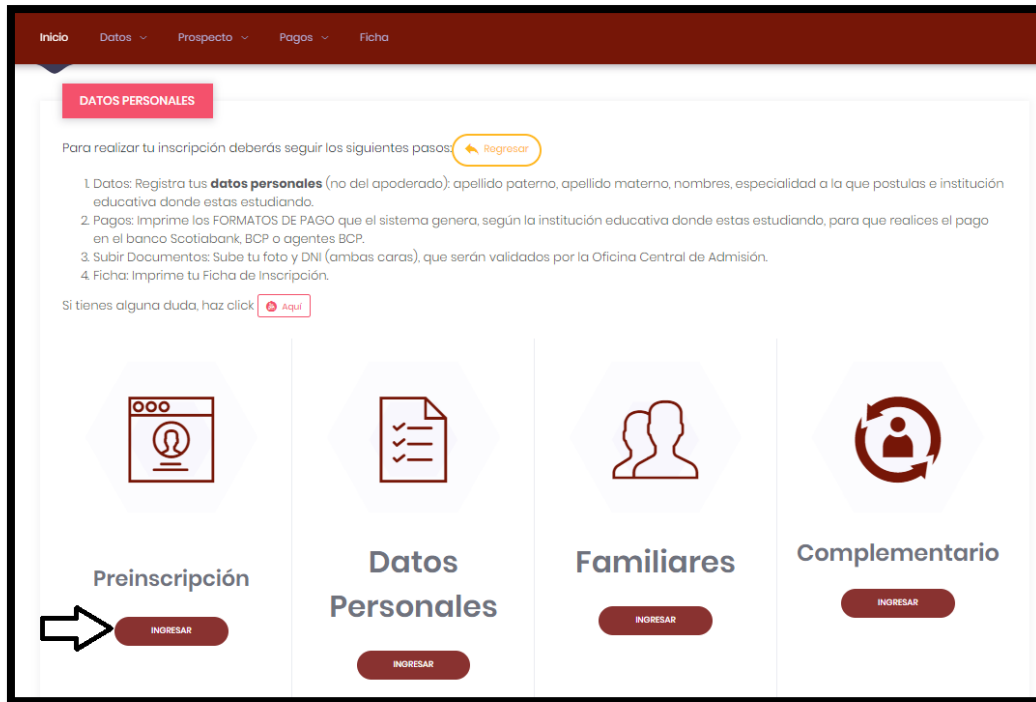 Inicio Datos Prospecto Pagos Ficha
DATOS PERSONALES
Para realizar tu inscripción deberás seguir los siguientes pasos: Regresar
1. Datos: Registra tus datos personales (no del apoderado): apellido paterno, apellido materno, nombres, especialidad a la que postulas e institución
educativa donde estas estudiando.
2. Pagos: Imprime los FORMATOS DE PAGO que el sistema genera, según la institución educativa donde estas estudiando, para que realices el pago
en el banco Scotiabank, BCP o agentes BCP.
3. Subir Documentos: Sube tu foto y DNI (ambas caras), que serán validados por la Oficina Central de Admisión.
4. Ficha: Imprime tu Ficha de Inscripción.
Si tienes alguna duda, haz click Aquí
Preinscripción
INGRESAR
Datos
Personales
INGRESAR
Familiares
INGRESAR
Complementario
INGRESAR